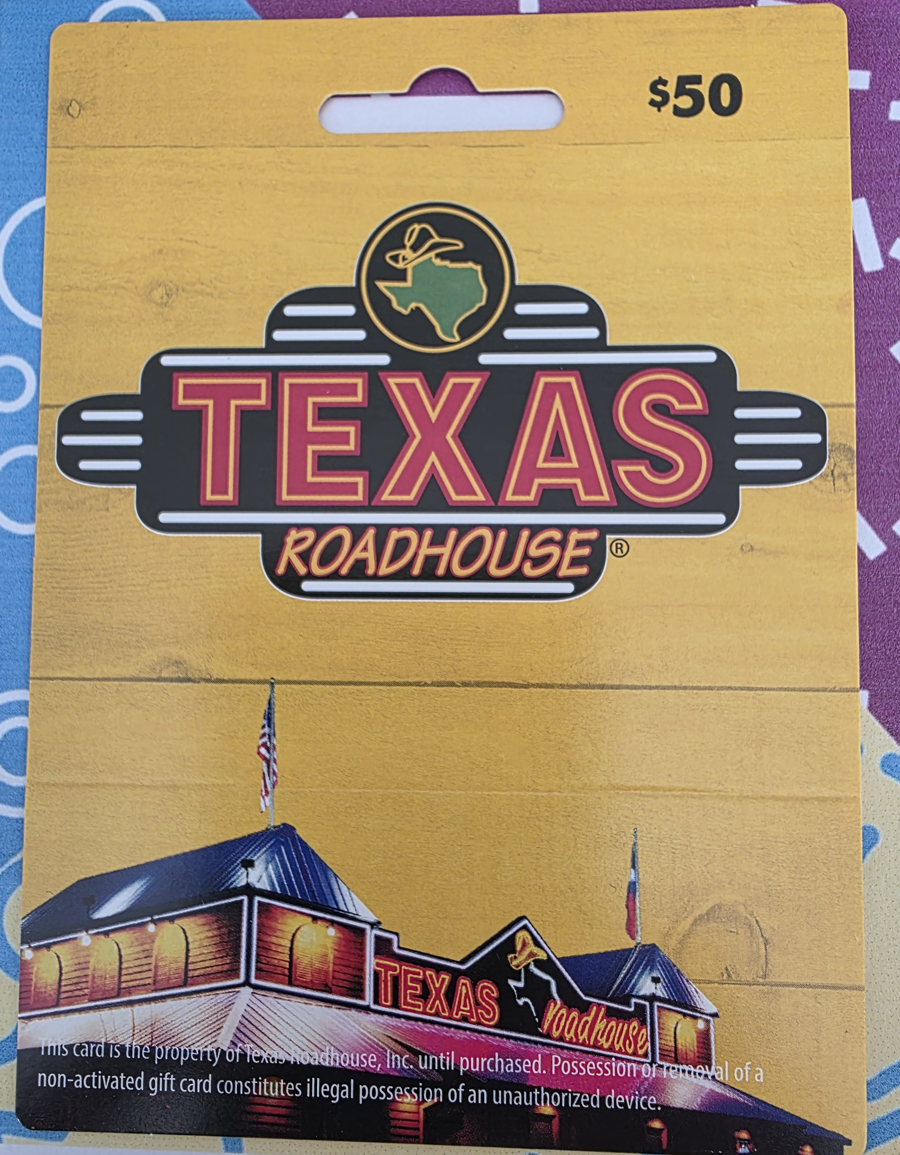 $50
TEXAS
ROADHOUSE®
TEXAS roadhouse
This card is the property of Texas Roadhouse, Inc. until purchased. Possession or removal of a
non-activated gift card constitutes illegal possession of an unauthorized device.